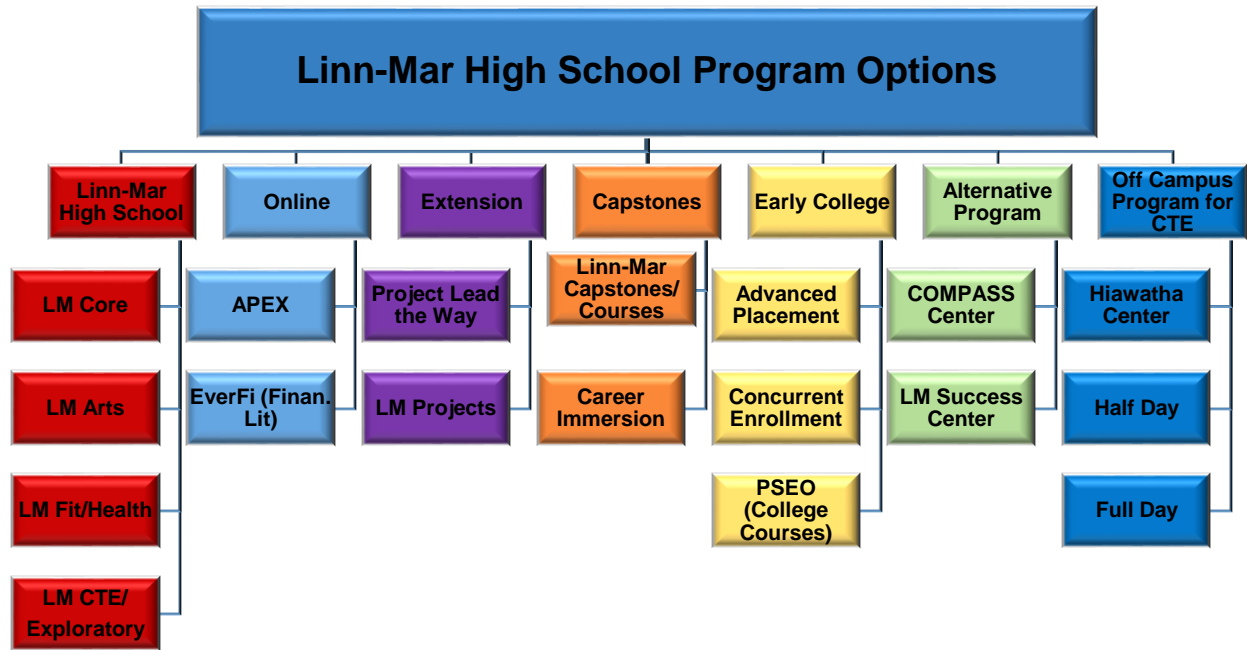 Linn-Mar High School Program Options
Linn-Mar
High School
Online
Extension
Capstones
Early College
Alternative
Program
Off Campus
Program for
CTE
LM Core
APEX
Project Lead
the Way
Linn-Mar
Capstones/
Courses
Advanced
Placement
COMPASS
Center
Hiawatha
Center
LM Arts
EverFi (Finan.
Lit)
LM Projects
Career
Immersion
Concurrent
Enrollment
LM Success
Center
Half Day
LM Fit/Health
PSEO
(College
Courses)
Full Day
LM CTE/
Exploratory